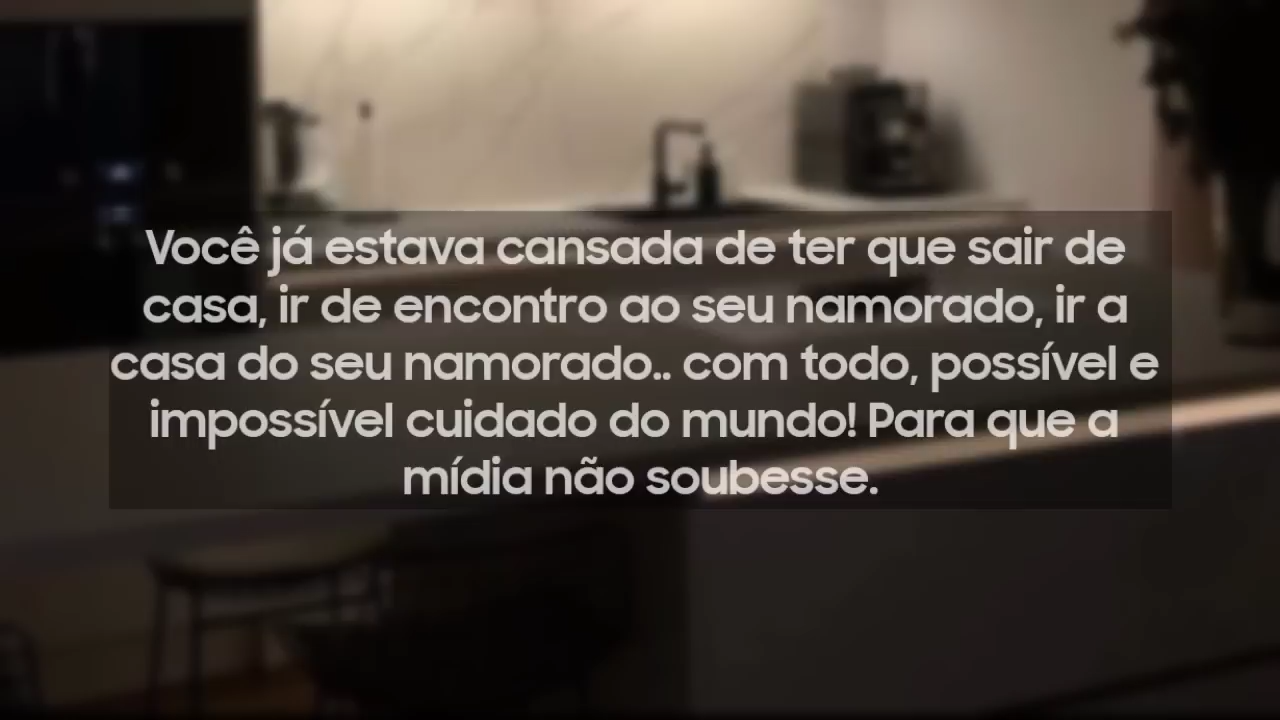 Você já estava cansada de ter que sair de
casa, ir de encontro ao seu namorado, ir a
casa do seu namorado.. com todo, possível e
impossível cuidado do mundo! Para que a
mídia não soubesse.